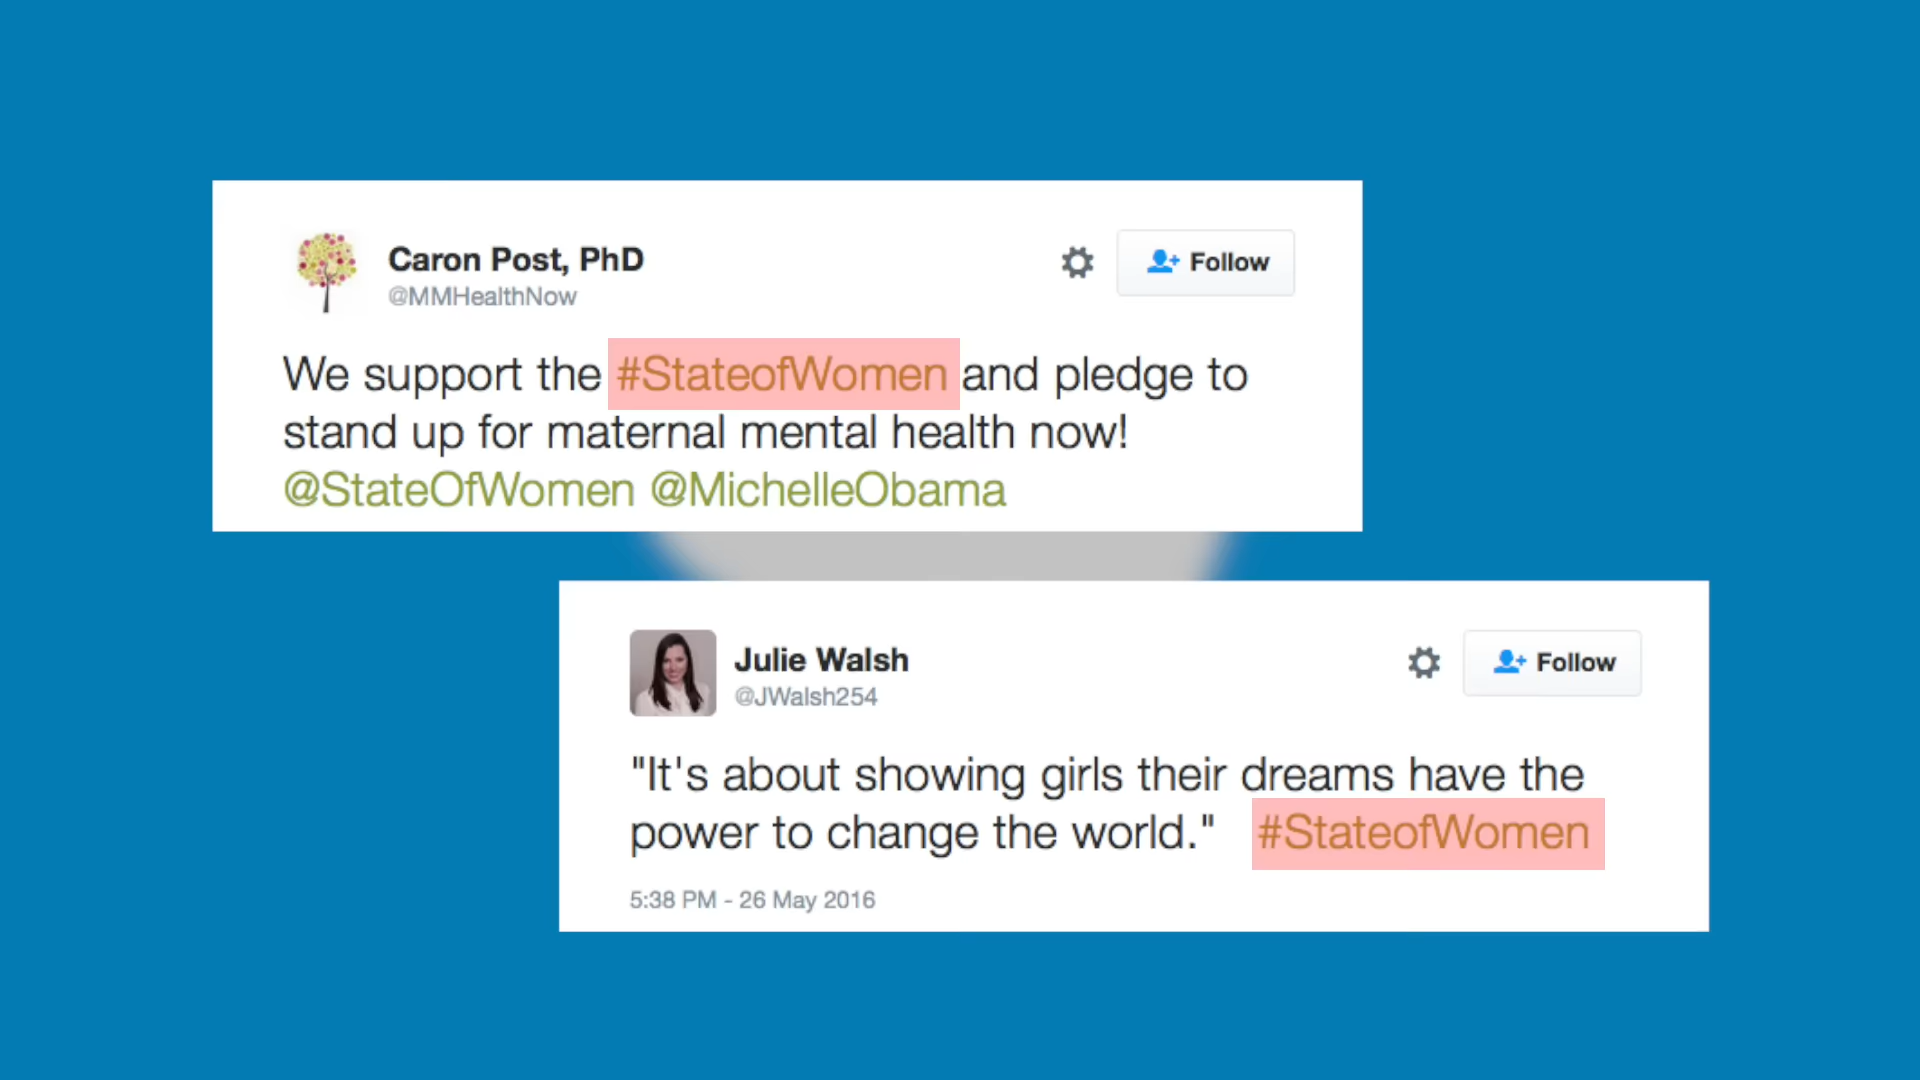 Caron Post, PhD
@MMHealthNow
Follow
We support the #StateofWomen and pledge to
stand up for maternal mental health now!
@StateOfWomen @MichelleObama
Julie Walsh
@JWalsh254
Follow
"It's about showing girls their dreams have the
power to change the world." #StateofWomen
5:38 PM - 26 May 2016